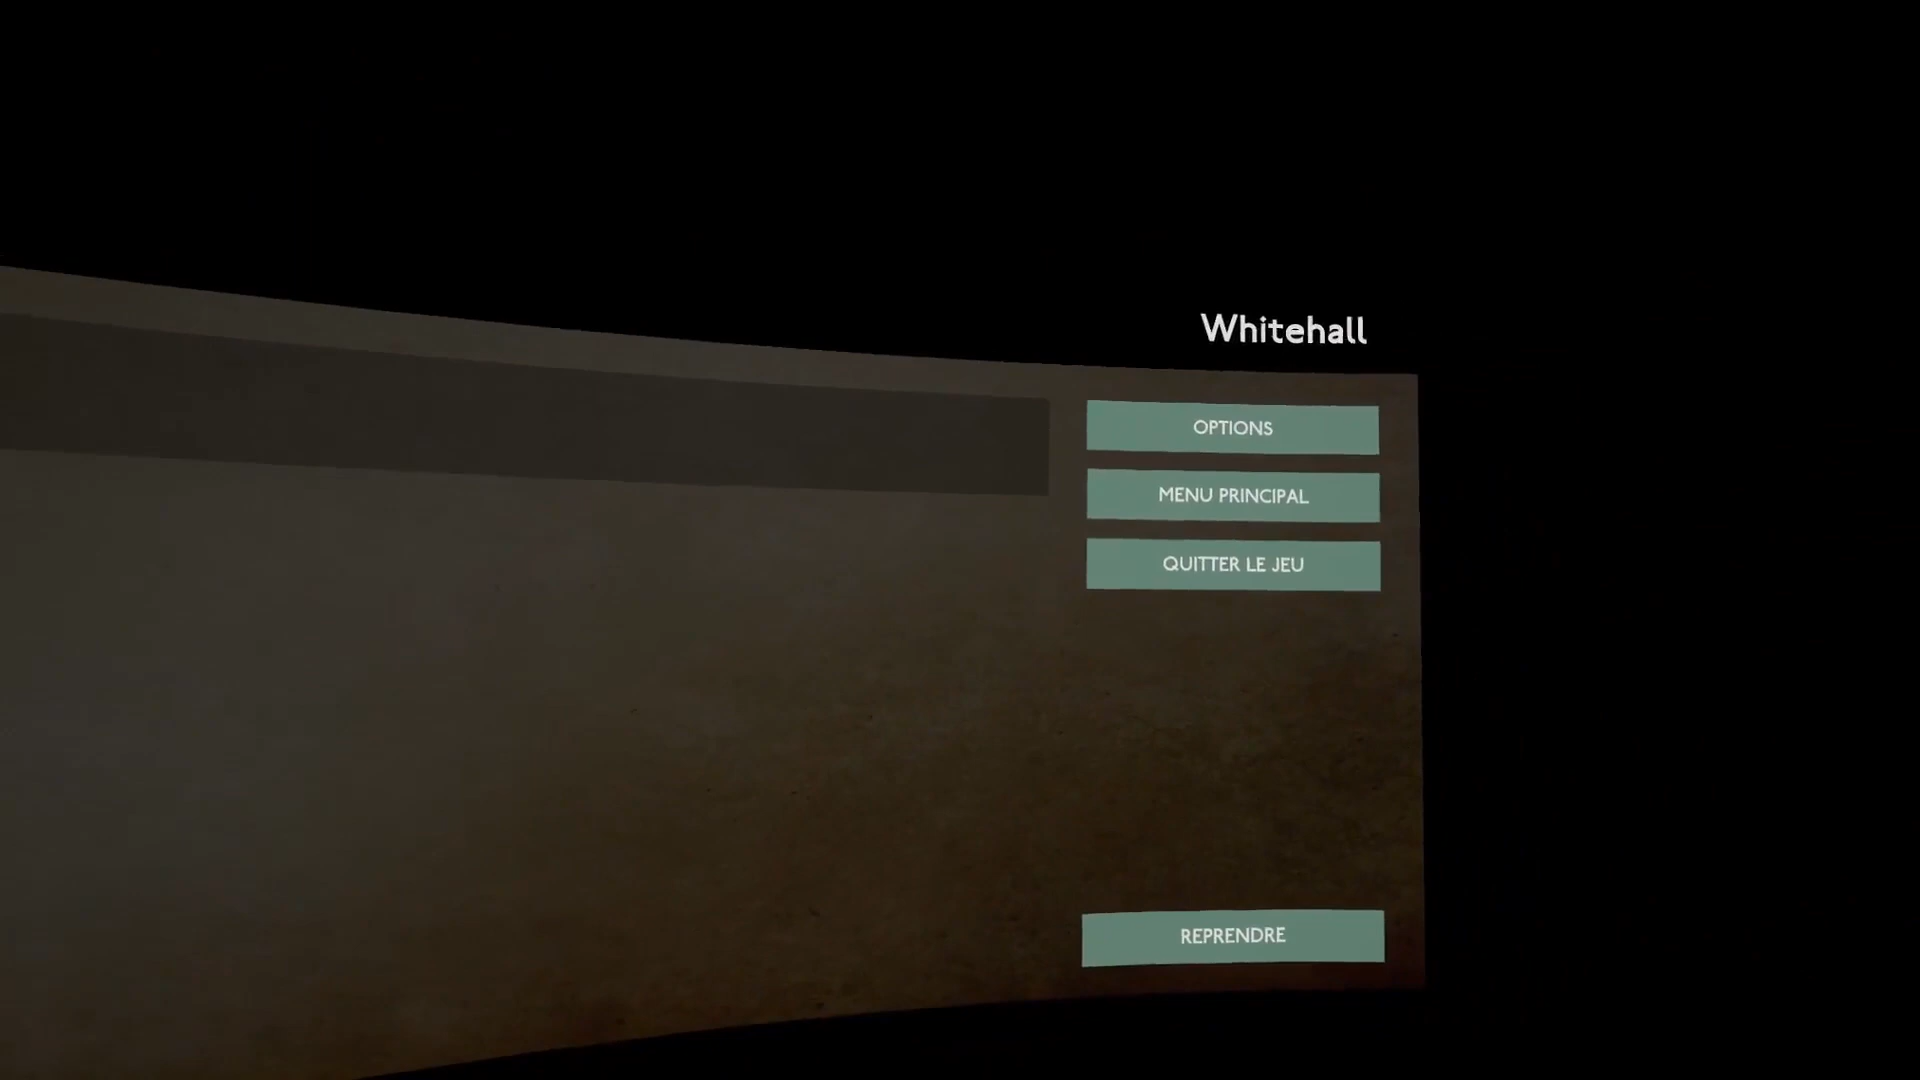 Whitehall
OPTIONS
MENU PRINCIPAL
QUITTER LE JEU
REPRENDRE